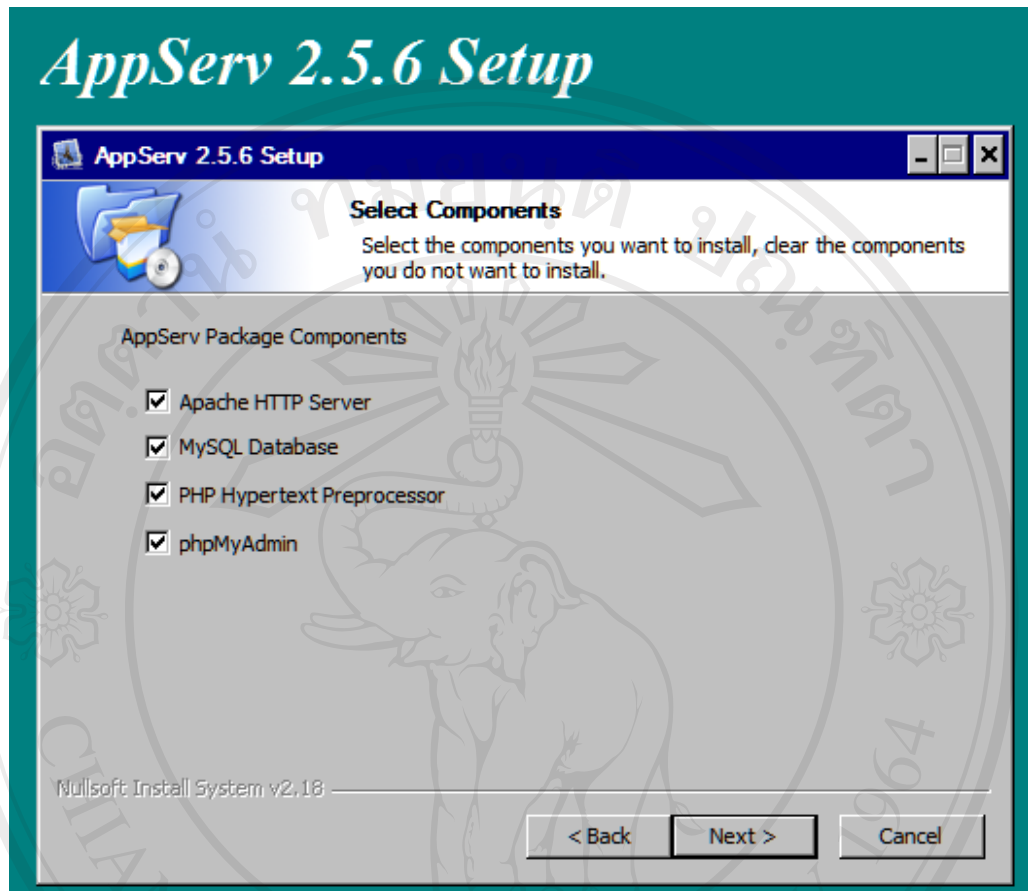 AppServ 2.5.6 Setup
AppServ 2.5.6 Setup
Select Components
Select the components you want to install, clear the components
you do not want to install.
AppServ Package Components
Apache HTTP Server
MySQL Database
PHP Hypertext Preprocessor
phpMyAdmin
Nullsoft Install System v2.18
< Back
Next >
Cancel
1964